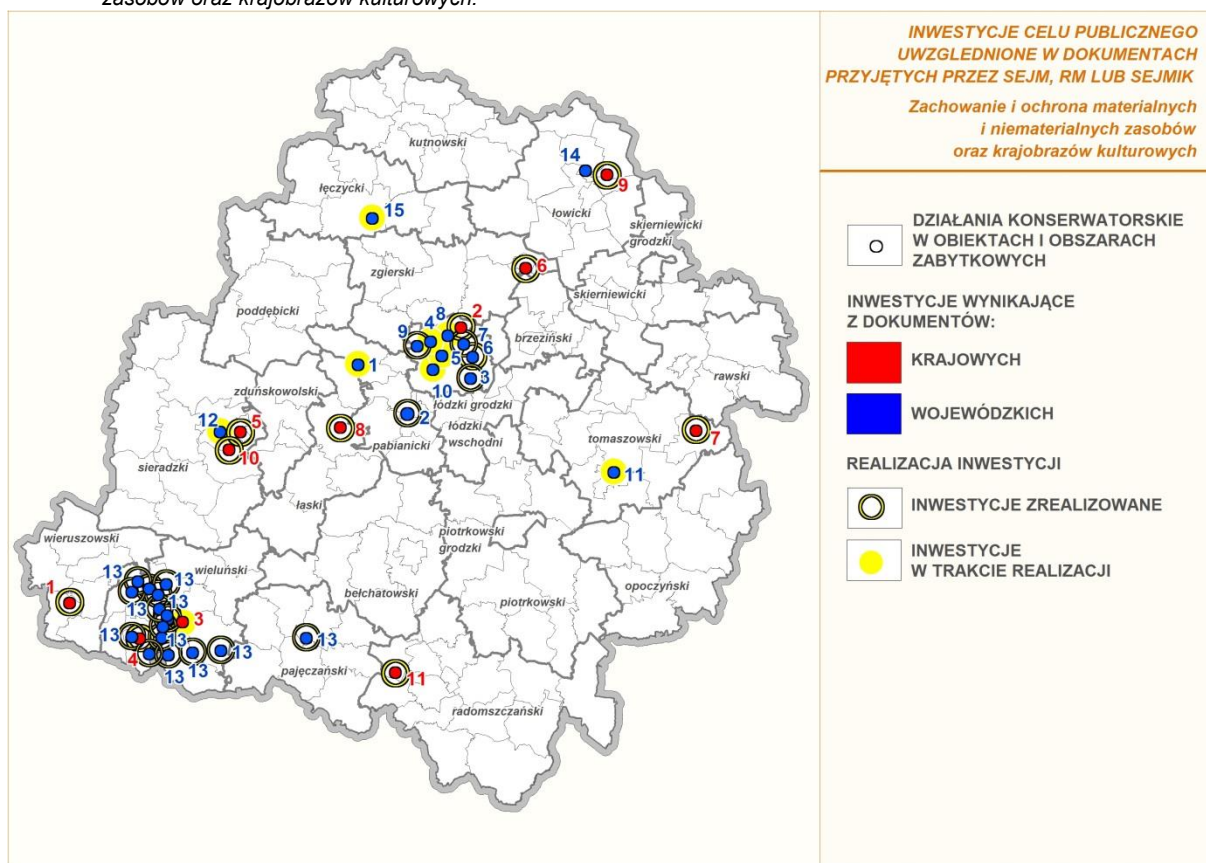 zasobów oraz krajobrazów kulturowych.
INWESTYCJE CELU PUBLICZNEGO
UWZGLEDNIONE W DOKUMENTACH
PRZYJĘTYCH PRZEZ SEJM, RM LUB SEJMIK
Zachowanie i ochrona materialnych
i niematerialnych zasobów
oraz krajobrazów kulturowych
DZIAŁANIA KONSERWATORSKIE
W OBIEKTACH I OBSZARACH
ZABYTKOWYCH
INWESTYCJE WYNIKAJĄCE
Z DOKUMENTÓW:
KRAJOWYCH
WOJEWÓDZKICH
REALIZACJA INWESTYCJI
INWESTYCJE ZREALIZOWANE
INWESTYCJE
W TRAKCIE REALIZACJI
kutnowski
14
9
łęczycki
15
łowicki
skierniewicki
grodzki
zgierski
6
skierniewicki
poddębicki
8
2
9
4
7
6
brzeziński
5
1
3
rawski
zduńskowolski
10
łódzki grodzki
12
5
8
2
łódzki
wschodni
pabianicki
tomaszowski
7
10
sieradzki
11
łaski
piotrkowski
grodzki
wieruszowski
wieluński
13
13
1
bełchatowski
opoczyński
piotrkowski
13
13
3
13
13
13
4
13
13
13
pajęczański
11
radomszczański